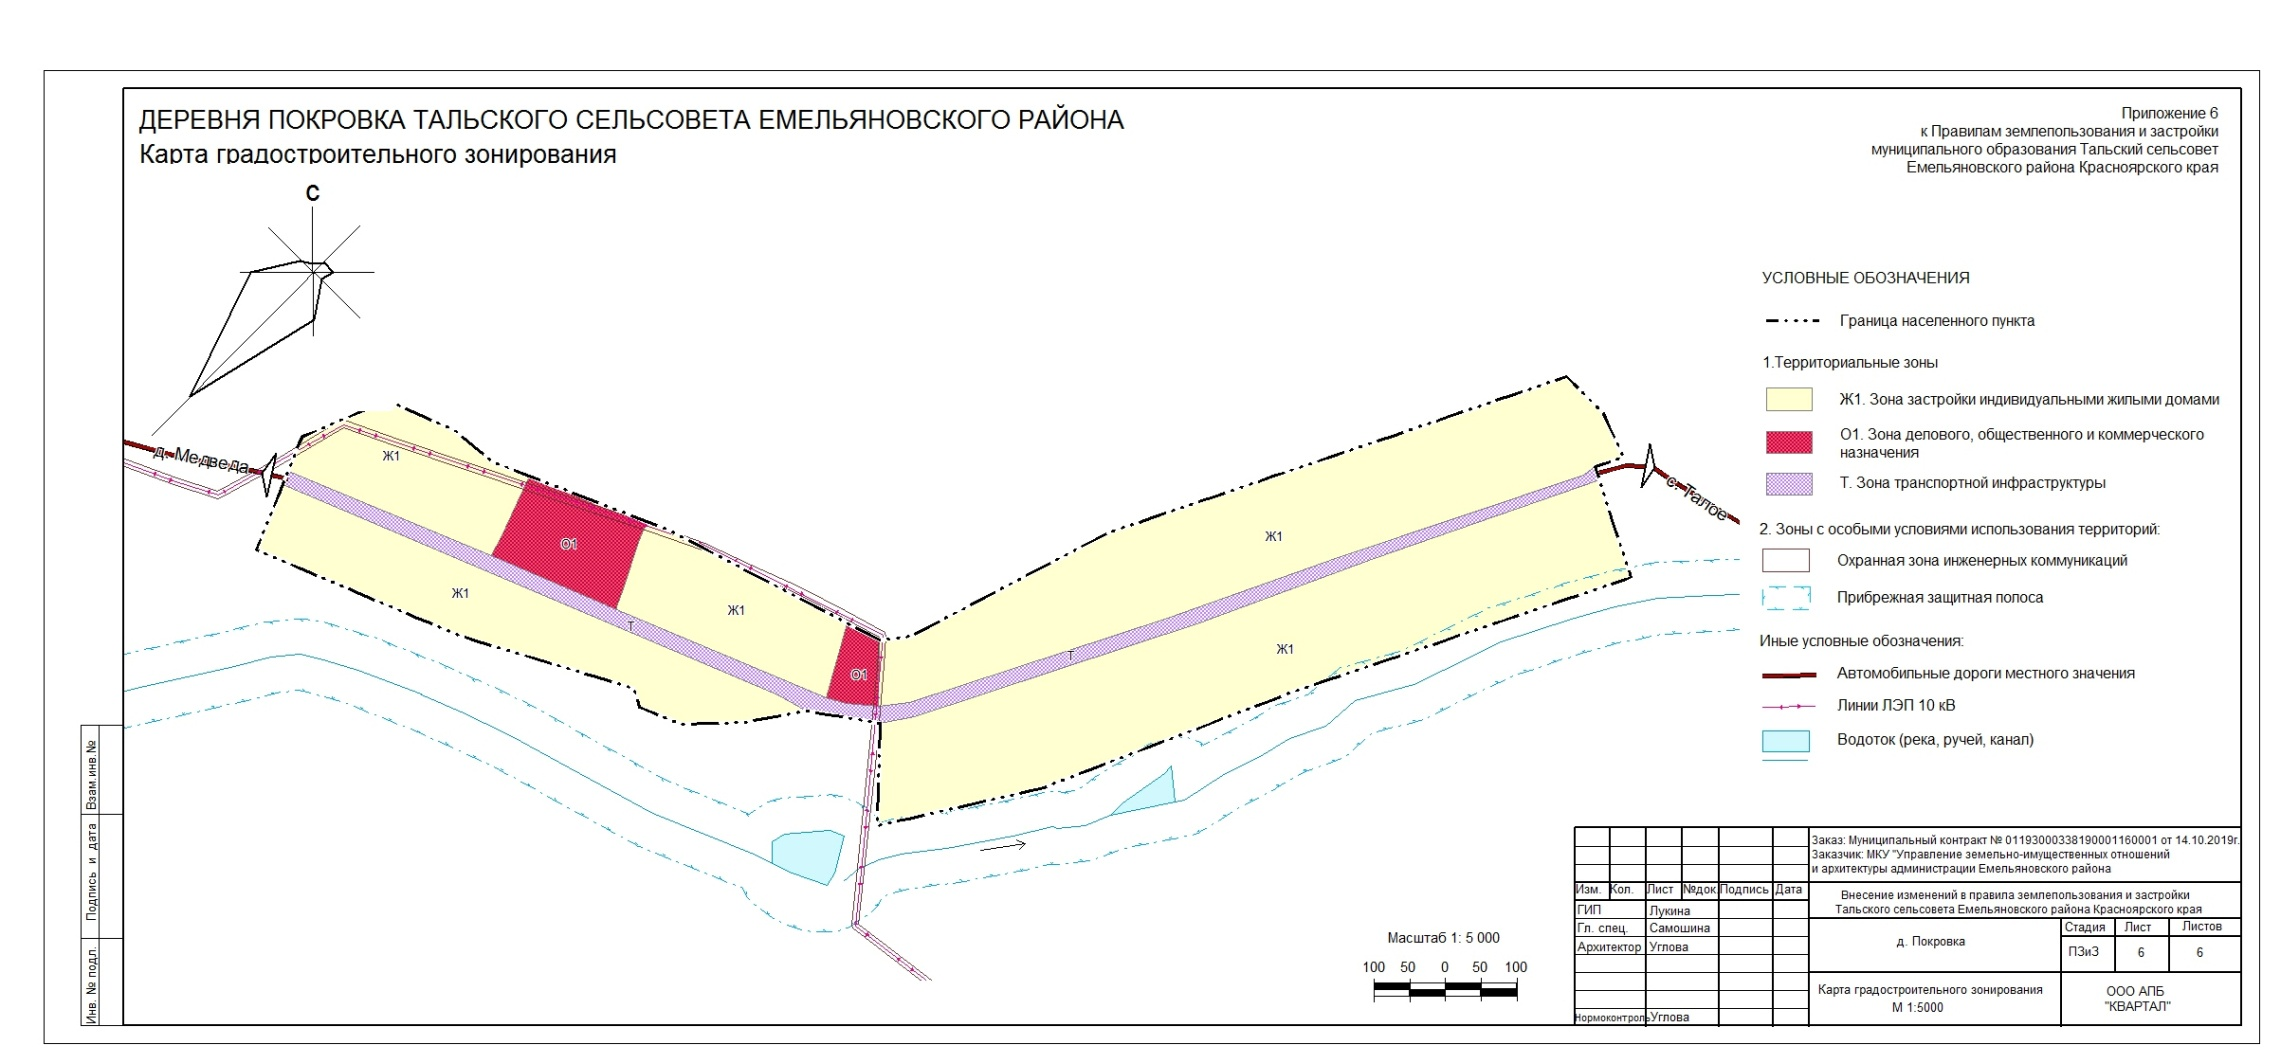 ДЕРЕВНЯ ПОКРОВКА ТАЛЬСКОГО СЕЛЬСОВЕТА ЕМЕЛЬЯНОВСКОГО РАЙОНА
Карта градостроительного зонирования
Приложение 6
к Правилам землепользования и застройки
муниципального образования Тальский сельсовет
Емельяновского района Красноярского края
С
д. Медведа
Ж1
О1
Ж1
Ж1
Т
О1
Ж1
Т
Ж1
с. Талое
УСЛОВНЫЕ ОБОЗНАЧЕНИЯ
Граница населенного пункта
1.Территориальные зоны
Ж1. Зона застройки индивидуальными жилыми домами
О1. Зона делового, общественного и коммерческого
назначения
Т. Зона транспортной инфраструктуры
2. Зоны с особыми условиями использования территорий:
Охранная зона инженерных коммуникаций
Прибрежная защитная полоса
Иные условные обозначения:
Автомобильные дороги местного значения
Линии ЛЭП 10 кВ
Водоток (река, ручей, канал)
Масштаб 1: 5 000
100 50 0 50 100
Взам.инв.№
Подпись и дата
Инв. № подл.
Заказ: Муниципальный контракт № 01193000338190001160001 от 14.10.2019г.
Заказчик: МКУ "Управление земельно-имущественных отношений
и архитектуры администрации Емельяновского района
Изм. Кол. Лист №док Подпись Дата
Внесение изменений в правила землепользования и застройки
Тальского сельсовета Емельяновского района Красноярского края
ГИП Лукина
Гл. спец. Самошина
Архитектор Углова
Нормоконтроль Углова
д. Покровка
Стадия Лист Листов
ПЗиЗ 6 6
Карта градостроительного зонирования
М 1:5000
ООО АПБ
"КВАРТАЛ"